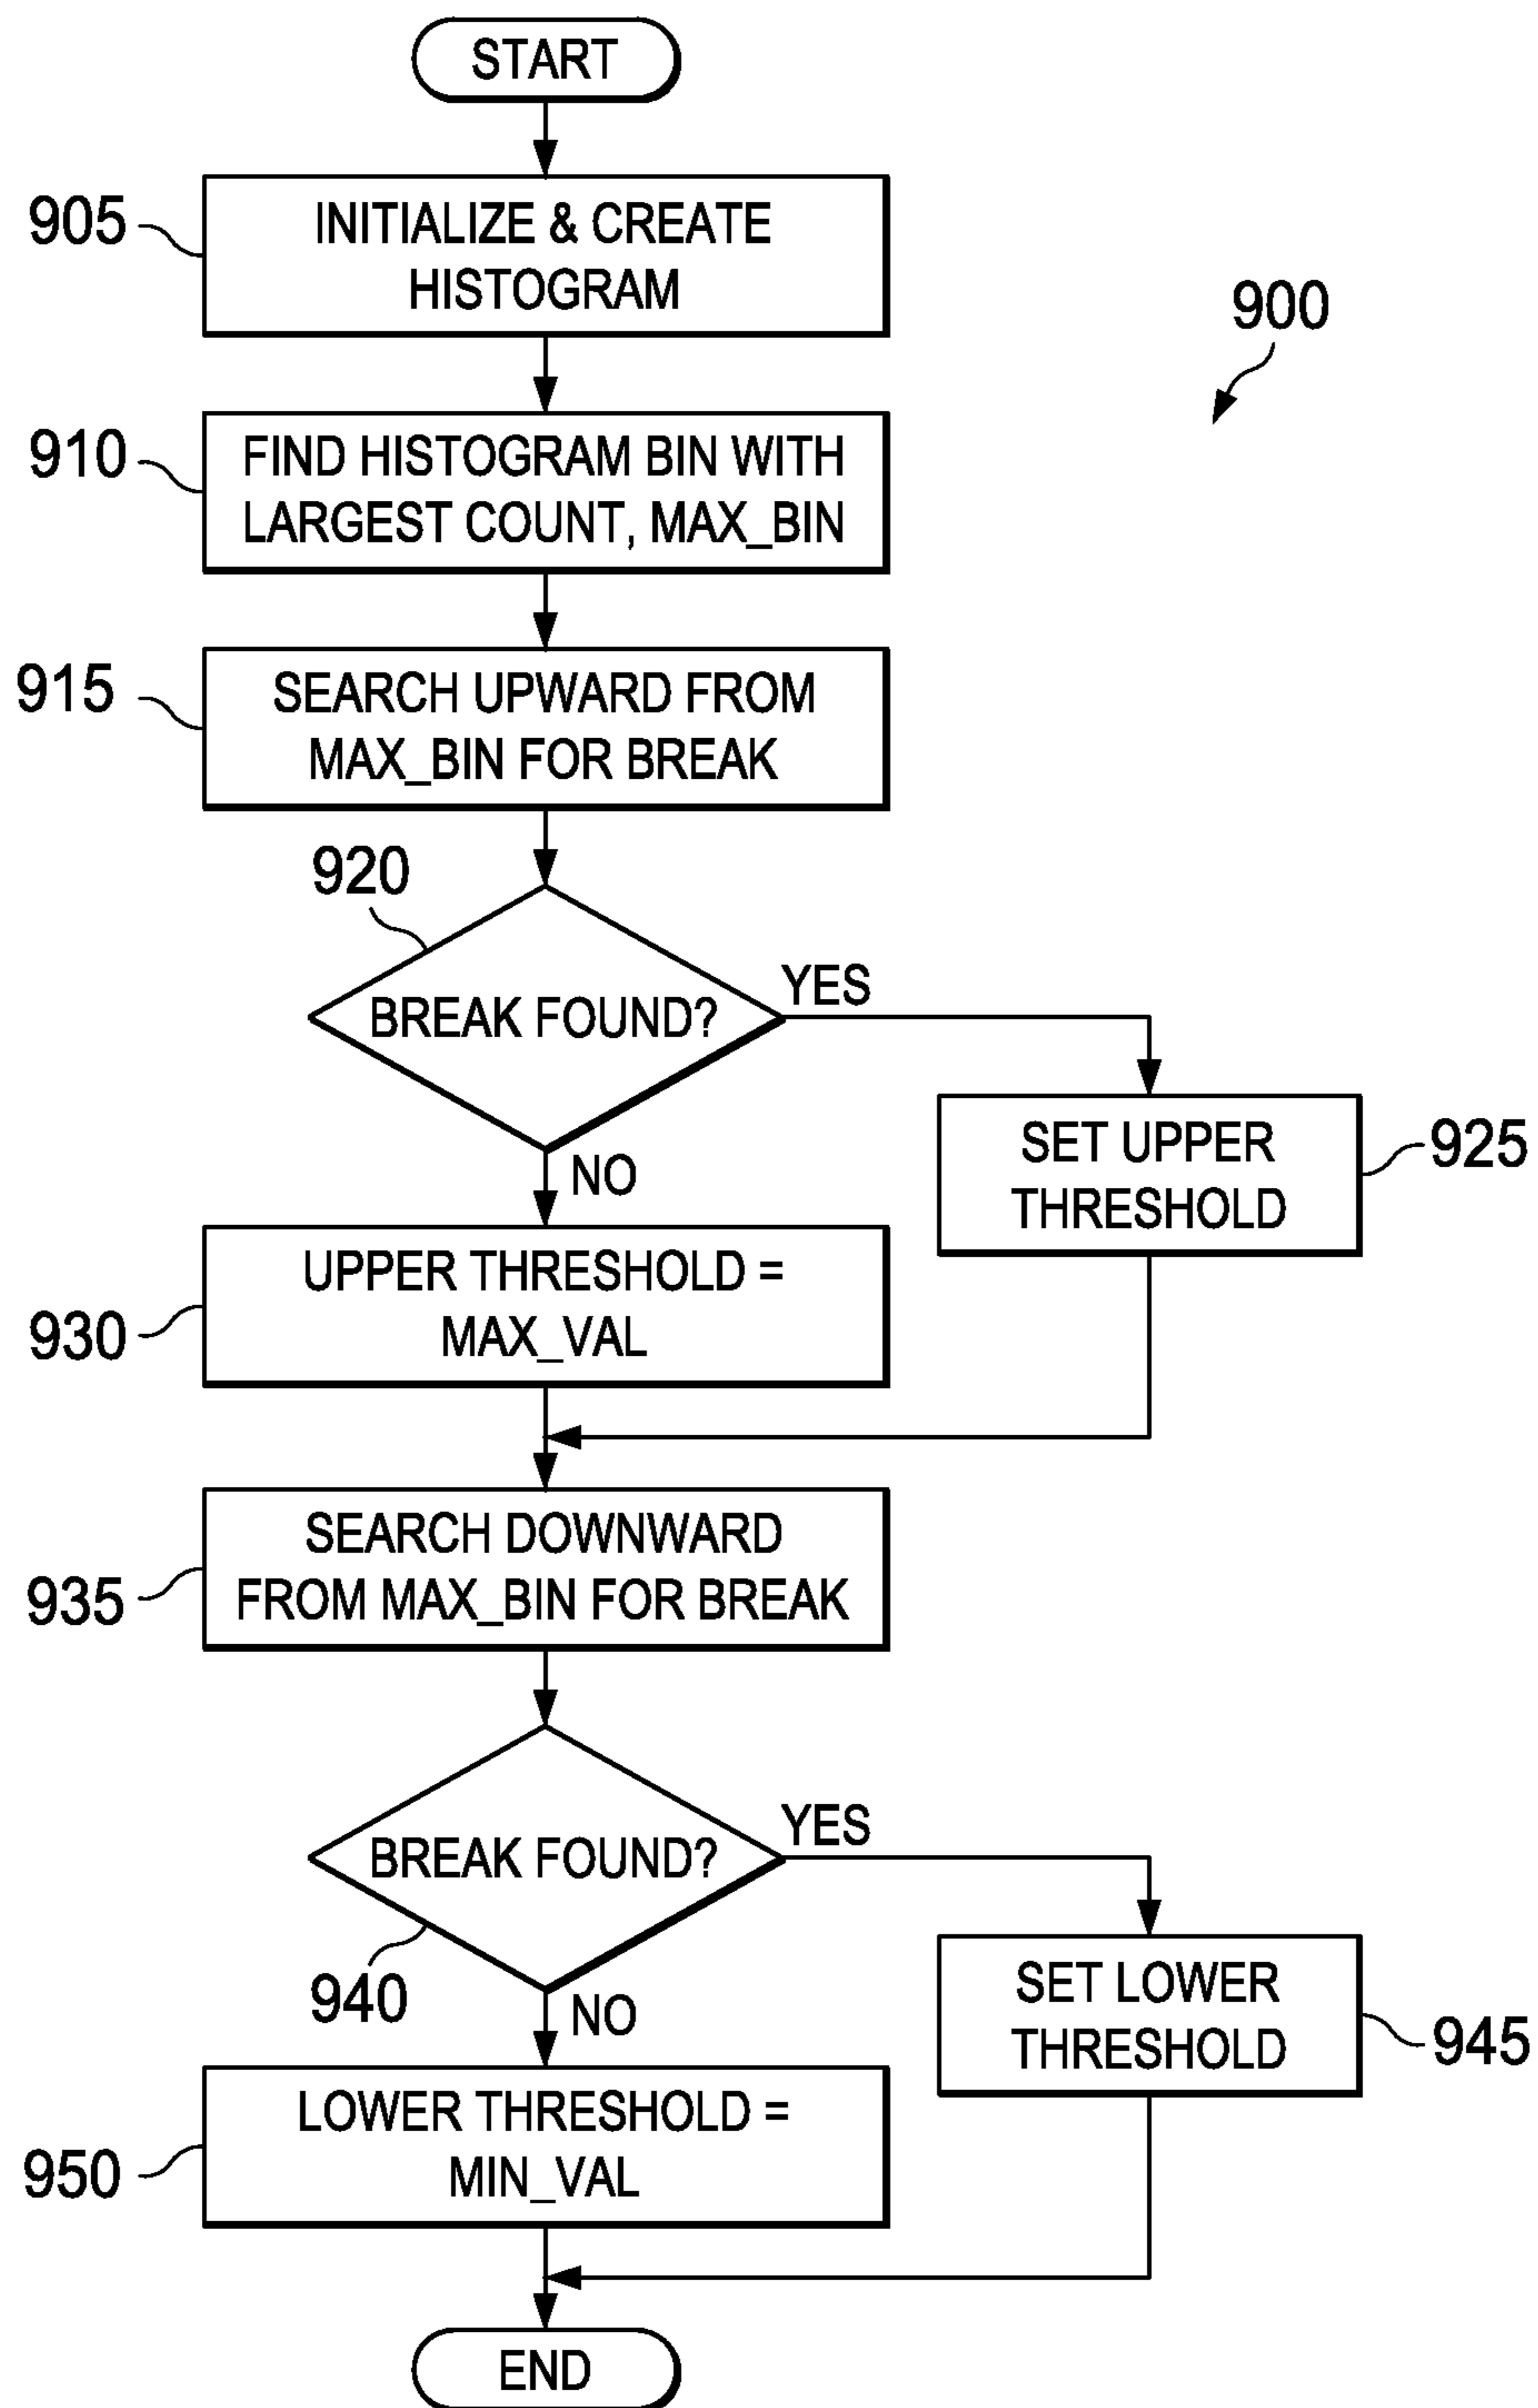 START
905
INITIALIZE & CREATE
HISTOGRAM
900
910
FIND HISTOGRAM BIN WITH
LARGEST COUNT, MAX_BIN
915
SEARCH UPWARD FROM
MAX_BIN FOR BREAK
920
BREAK FOUND?
YES
NO
SET UPPER
THRESHOLD
925
930
UPPER THRESHOLD =
MAX_VAL
935
SEARCH DOWNWARD
FROM MAX_BIN FOR BREAK
BREAK FOUND?
YES
940
NO
SET LOWER
THRESHOLD
945
950
LOWER THRESHOLD =
MIN_VAL
END